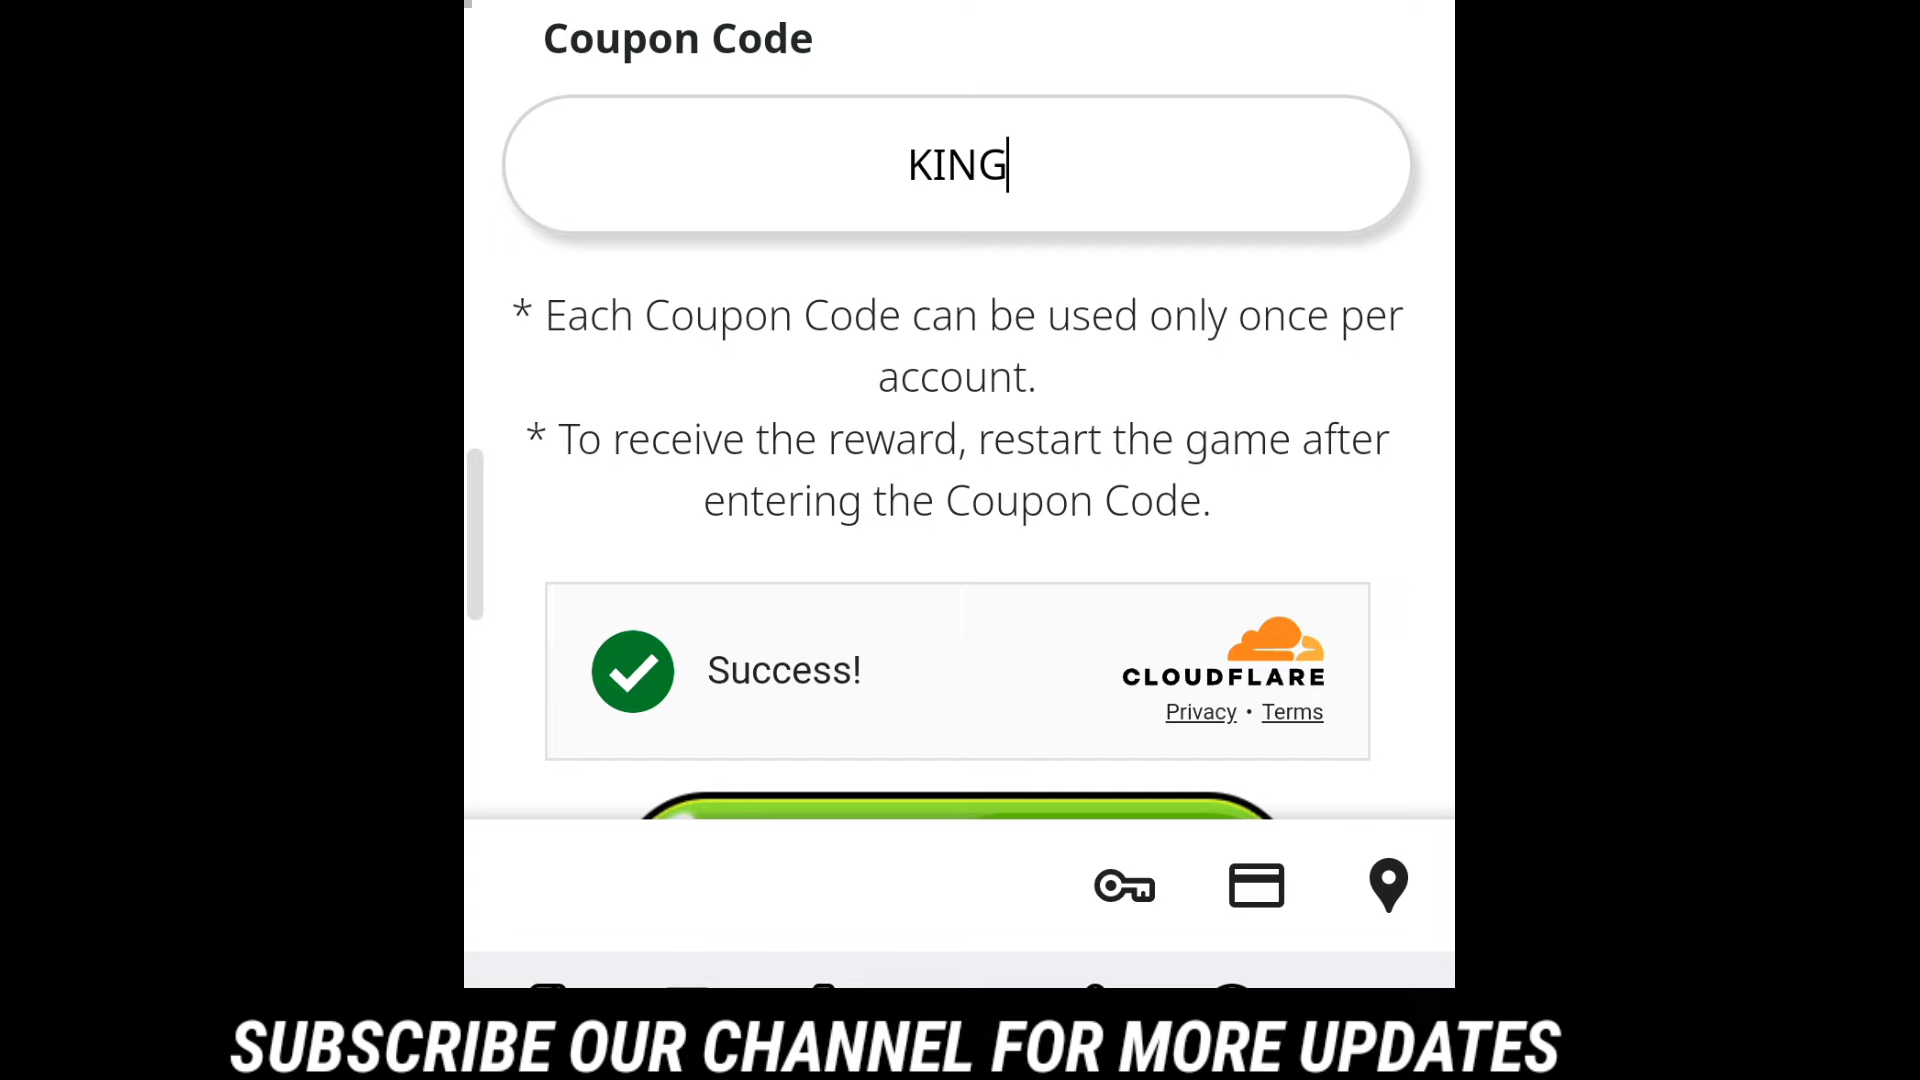 Coupon Code
KING
* Each Coupon Code can be used only once per
account.
* To receive the reward, restart the game after
entering the Coupon Code.
Success!
CLOUDFLARE
Privacy • Terms
SUBSCRIBE OUR CHANNEL FOR MORE UPDATES